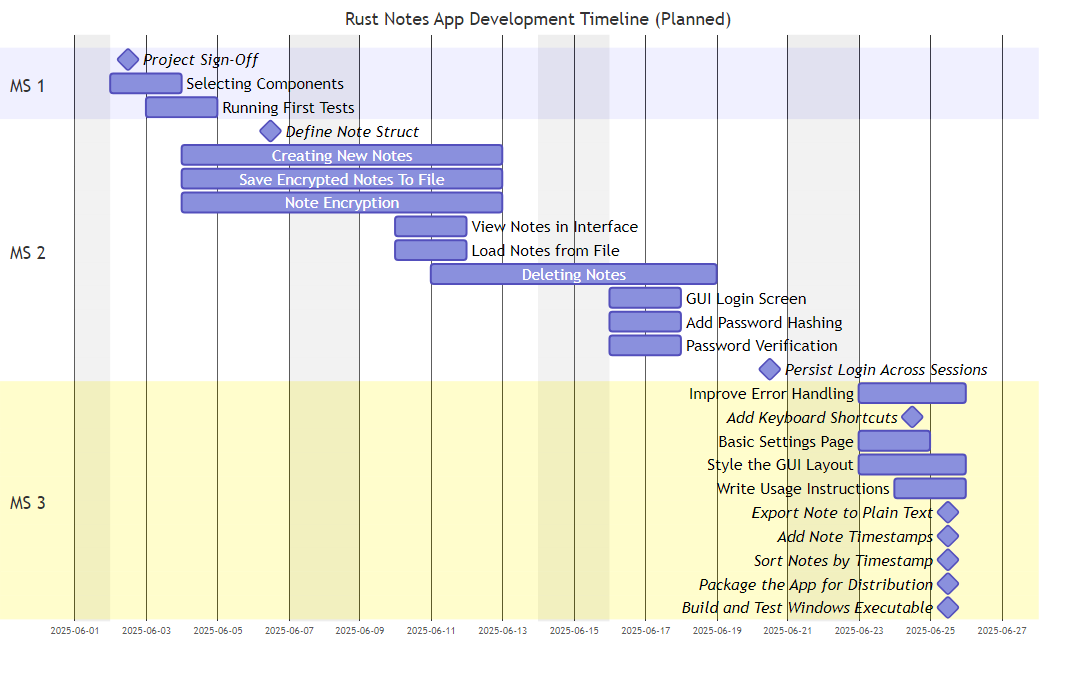 Rust Notes App Development Timeline (Planned)
MS 1
Project Sign-Off
Selecting Components
Running First Tests
MS 2
Define Note Struct
Creating New Notes
Save Encrypted Notes To File
Note Encryption
View Notes in Interface
Load Notes from File
Deleting Notes
GUI Login Screen
Add Password Hashing
Password Verification
Persist Login Across Sessions
MS 3
Improve Error Handling
Add Keyboard Shortcuts
Basic Settings Page
Style the GUI Layout
Write Usage Instructions
Export Note to Plain Text
Add Note Timestamps
Sort Notes by Timestamp
Package the App for Distribution
Build and Test Windows Executable
2025-06-01 2025-06-03 2025-06-05 2025-06-07 2025-06-09 2025-06-11 2025-06-13 2025-06-15 2025-06-17 2025-06-19 2025-06-21 2025-06-23 2025-06-25 2025-06-27